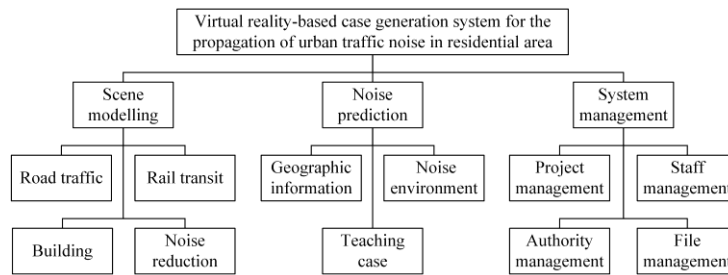 Virtual reality-based case generation system for the
propagation of urban traffic noise in residential area
Scene
modelling
Noise
prediction
System
management
Road traffic
Rail transit
Geographic
information
Noise
environment
Project
management
Staff
management
Building
Noise
reduction
Teaching
case
Authority
management
File
management